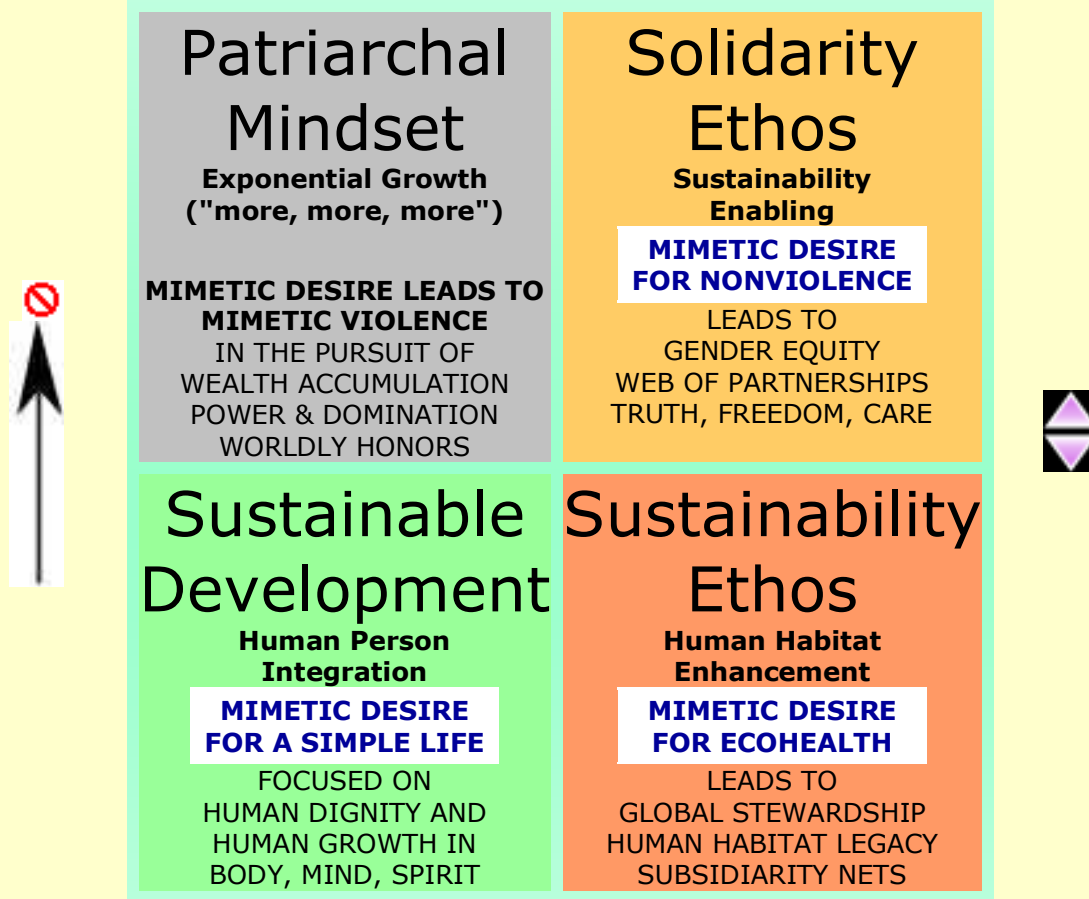 Patriarchal
Mindset
Exponential Growth
("more, more, more")
MIMETIC DESIRE LEADS TO
MIMETIC VIOLENCE
IN THE PURSUIT OF
WEALTH ACCUMULATION
POWER & DOMINATION
WORLDLY HONORS
Solidarity
Ethos
Sustainability
Enabling
MIMETIC DESIRE
FOR NONVIOLENCE
LEADS TO
GENDER EQUITY
WEB OF PARTNERSHIPS
TRUTH, FREEDOM, CARE
Sustainable
Development
Human Person
Integration
MIMETIC DESIRE
FOR A SIMPLE LIFE
FOCUSED ON
HUMAN DIGNITY AND
HUMAN GROWTH IN
BODY, MIND, SPIRIT
Sustainability
Ethos
Human Habitat
Enhancement
MIMETIC DESIRE
FOR ECOHEALTH
LEADS TO
GLOBAL STEWARDSHIP
HUMAN HABITAT LEGACY
SUBSIDIARITY NETS